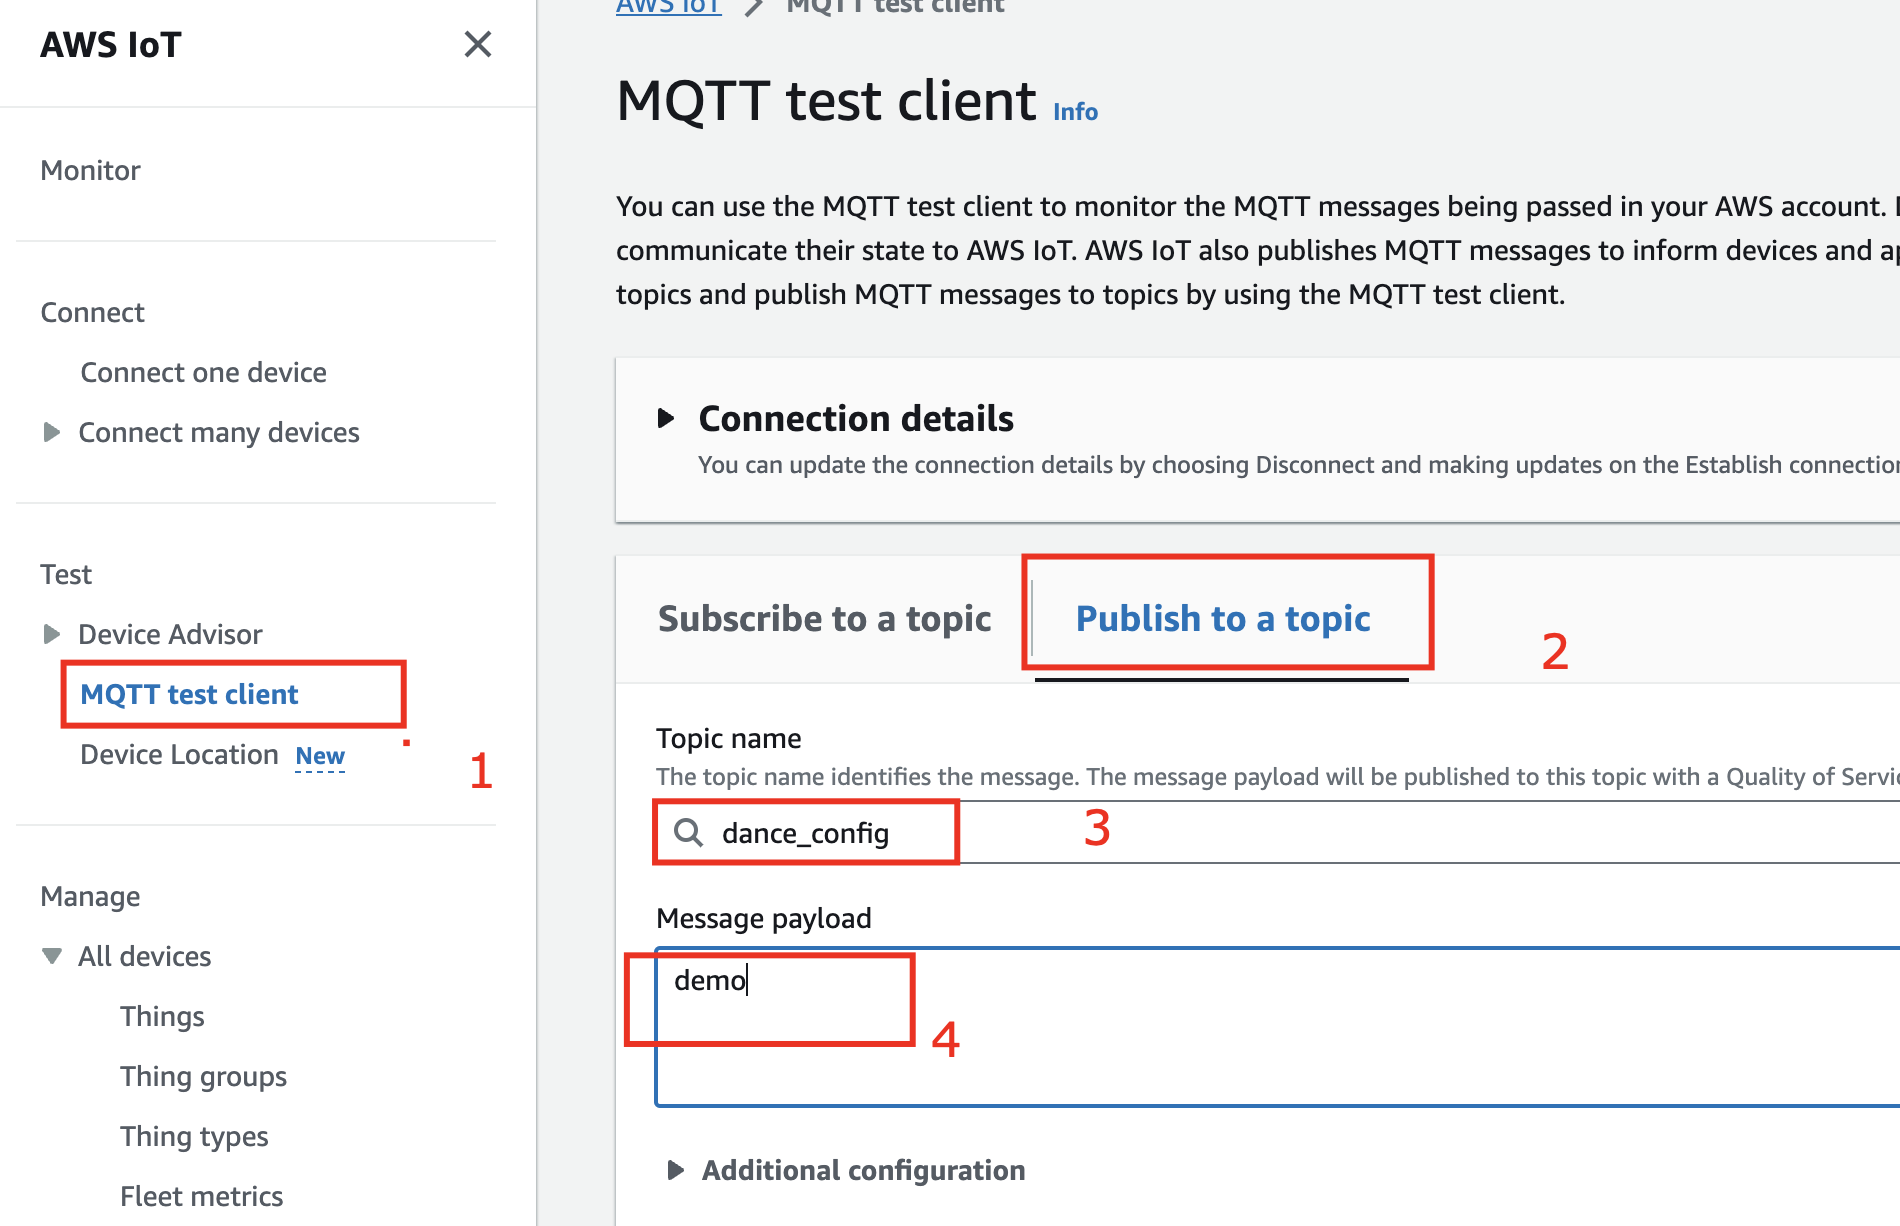 AWS IoT
Monitor
Connect
Connect one device
Connect many devices
Test
Device Advisor
MQTT test client
Device Location New
1
Manage
All devices
Things
Thing groups
Thing types
Fleet metrics
AWS IoT > MQTT test client
MQTT test client Info
You can use the MQTT test client to monitor the MQTT messages being passed in your AWS account.
communicate their state to AWS IoT. AWS IoT also publishes MQTT messages to inform devices and
topics and publish MQTT messages to topics by using the MQTT test client.
Connection details
You can update the connection details by choosing Disconnect and making updates on the Establish
Subscribe to a topic
Publish to a topic
2
Topic name
The topic name identifies the message. The message payload will be published to this topic with a Quality of
dance_config
3
Message payload
demo
4
Additional configuration